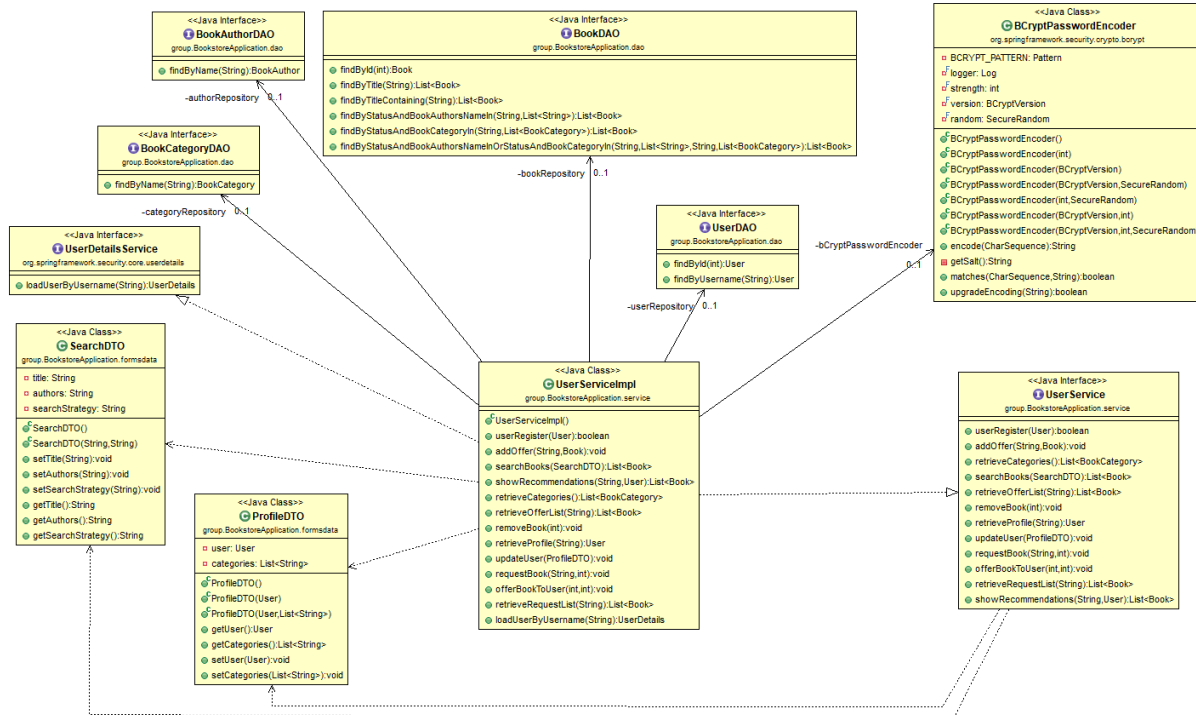 <<Java Interface>>
BookAuthorDAO
group.BookstoreApplication.dao
findByName(String):BookAuthor
-authorRepository 0..1
<<Java Interface>>
BookDAO
group.BookstoreApplication.dao
findById(int):Book
findByTitle(String):List<Book>
findByTitleContaining(String):List<Book>
findByStatusAndBookAuthorsNameIn(String,List<String>):List<Book>
findByStatusAndBookCategoryIn(String,List<BookCategory>):List<Book>
findByStatusAndBookAuthorsNameInOrStatusAndBookCategoryIn(String,List<String>,String,List<BookCategory>):List<Book>
-bookRepository 0..1
<<Java Class>>
BCryptPasswordEncoder
org.springframework.security.crypto.bcrypt
BCRYPT_PATTERN: Pattern
logger: Log
strength: int
version: BCryptVersion
random: SecureRandom
BCryptPasswordEncoder()
BCryptPasswordEncoder(int)
BCryptPasswordEncoder(BCryptVersion)
BCryptPasswordEncoder(BCryptVersion,SecureRandom)
BCryptPasswordEncoder(int,SecureRandom)
BCryptPasswordEncoder(BCryptVersion,int)
BCryptPasswordEncoder(BCryptVersion,int,SecureRandom
encode(CharSequence):String
getSalt():String
matches(CharSequence,String):boolean
upgradeEncoding(String):boolean
-bCryptPasswordEncoder
0..1
<<Java Interface>>
BookCategoryDAO
group.BookstoreApplication.dao
findByName(String):BookCategory
-categoryRepository 0..1
<<Java Interface>>
UserDAO
group.BookstoreApplication.dao
findById(int):User
findByUsername(String):User
-userRepository 0..1
<<Java Interface>>
UserDetailsService
org.springframework.security.core.userdetails
loadUserByUsername(String):UserDetails
<<Java Class>>
SearchDTO
group.BookstoreApplication.formsdata
title: String
authors: String
searchStrategy: String
SearchDTO()
SearchDTO(String,String)
setTitle(String):void
setAuthors(String):void
setSearchStrategy(String):void
getTitle():String
getAuthors():String
getSearchStrategy():String
<<Java Class>>
UserServiceImpl
group.BookstoreApplication.service
UserServiceImpl()
userRegister(User):boolean
addOffer(String,Book):void
searchBooks(SearchDTO):List<Book>
showRecommendations(String,User):List<Book>
retrieveCategories():List<BookCategory>
retrieveOfferList(String):List<Book>
removeBook(int):void
retrieveProfile(String):User
updateUser(ProfileDTO):void
requestBook(String,int):void
offerBookToUser(int,int):void
retrieveRequestList(String):List<Book>
loadUserByUsername(String):UserDetails
<<Java Interface>>
UserService
group.BookstoreApplication.service
userRegister(User):boolean
addOffer(String,Book):void
retrieveCategories():List<BookCategory>
searchBooks(SearchDTO):List<Book>
retrieveOfferList(String):List<Book>
removeBook(int):void
retrieveProfile(String):User
updateUser(ProfileDTO):void
requestBook(String,int):void
offerBookToUser(int,int):void
retrieveRequestList(String):List<Book>
showRecommendations(String,User):List<Book>
<<Java Class>>
ProfileDTO
group.BookstoreApplication.formsdata
user: User
categories: List<String>
ProfileDTO()
ProfileDTO(User)
ProfileDTO(User,List<String>)
getUser():User
getCategories():List<String>
setUser(User):void
setCategories(List<String>):void